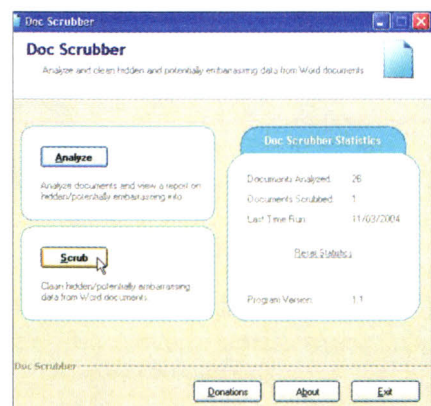 Doc Scrubber
Doc Scrubber
Analyze and clean hidden and potentially embarrassing data from Word documents
Analyze
Analyze documents and view a report on
hidden/potentially embarrassing info
Scrub
Clean hidden/potentially embarrassing
data from Word documents
Doc Scrubber Statistics
Documents Analyzed: 26
Documents Scrubbed: 1
Last Time Run: 11/03/2004
Reset Statistics
Program Version: 1.1
Doc Scrubber
Donations
About
Exit